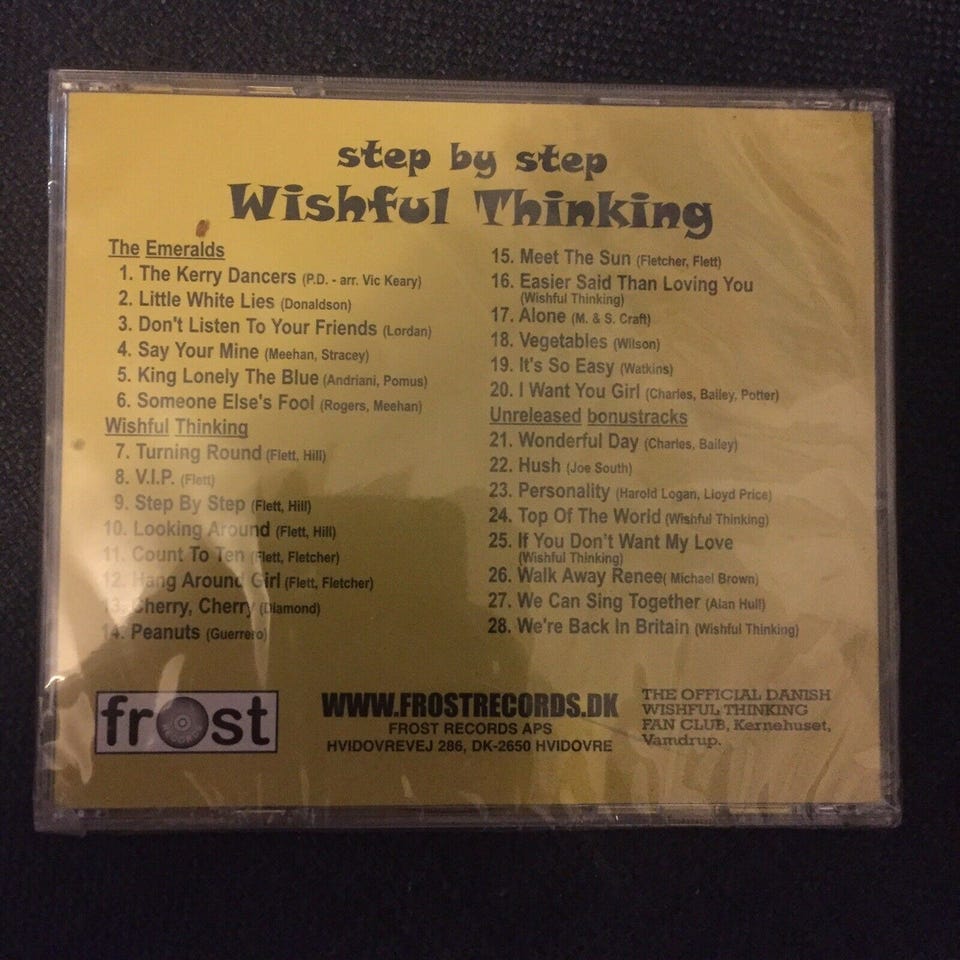 step by step
Wishful Thinking
The Emeralds
1. The Kerry Dancers (P.D. - arr. Vic Keary)
2. Little White Lies (Donaldson)
3. Don't Listen To Your Friends (Lordan)
4. Say Your Mine (Meehan, Stracey)
5. King Lonely The Blue (Andriani, Pomus)
6. Someone Else's Fool (Rogers, Meehan)
Wishful Thinking
7. Turning Round (Flett, Hill)
8. V.I.P. (Flett)
9. Step By Step (Flett, Hill)
10. Looking Around (Flett, Hill)
11. Count To Ten (Flett, Fletcher)
12. Hang Around Girl (Flett, Fletcher)
13. Cherry, Cherry (Diamond)
14. Peanuts (Guerrero)
15. Meet The Sun (Fletcher, Flett)
16. Easier Said Than Loving You
(Wishful Thinking)
17. Alone (M. & S. Craft)
18. Vegetables (Wilson)
19. It's So Easy (Watkins)
20. I Want You Girl (Charles, Bailey, Potter)
Unreleased bonustracks
21. Wonderful Day (Charles, Bailey)
22. Hush (Joe South)
23. Personality (Harold Logan, Lloyd Price)
24. Top Of The World (Wishful Thinking)
25. If You Don't Want My Love
(Wishful Thinking)
26. Walk Away Renee( Michael Brown)
27. We Can Sing Together (Alan Hull)
28. We're Back In Britain (Wishful Thinking)
frost
WWW.FROSTRECORDS.DK
FROST RECORDS APS
HVIDOVREVEJ 286, DK-2650 HVIDOVRE
THE OFFICIAL DANISH
WISHFUL THINKING
FAN CLUB, Kernehuset,
Vamdrup.